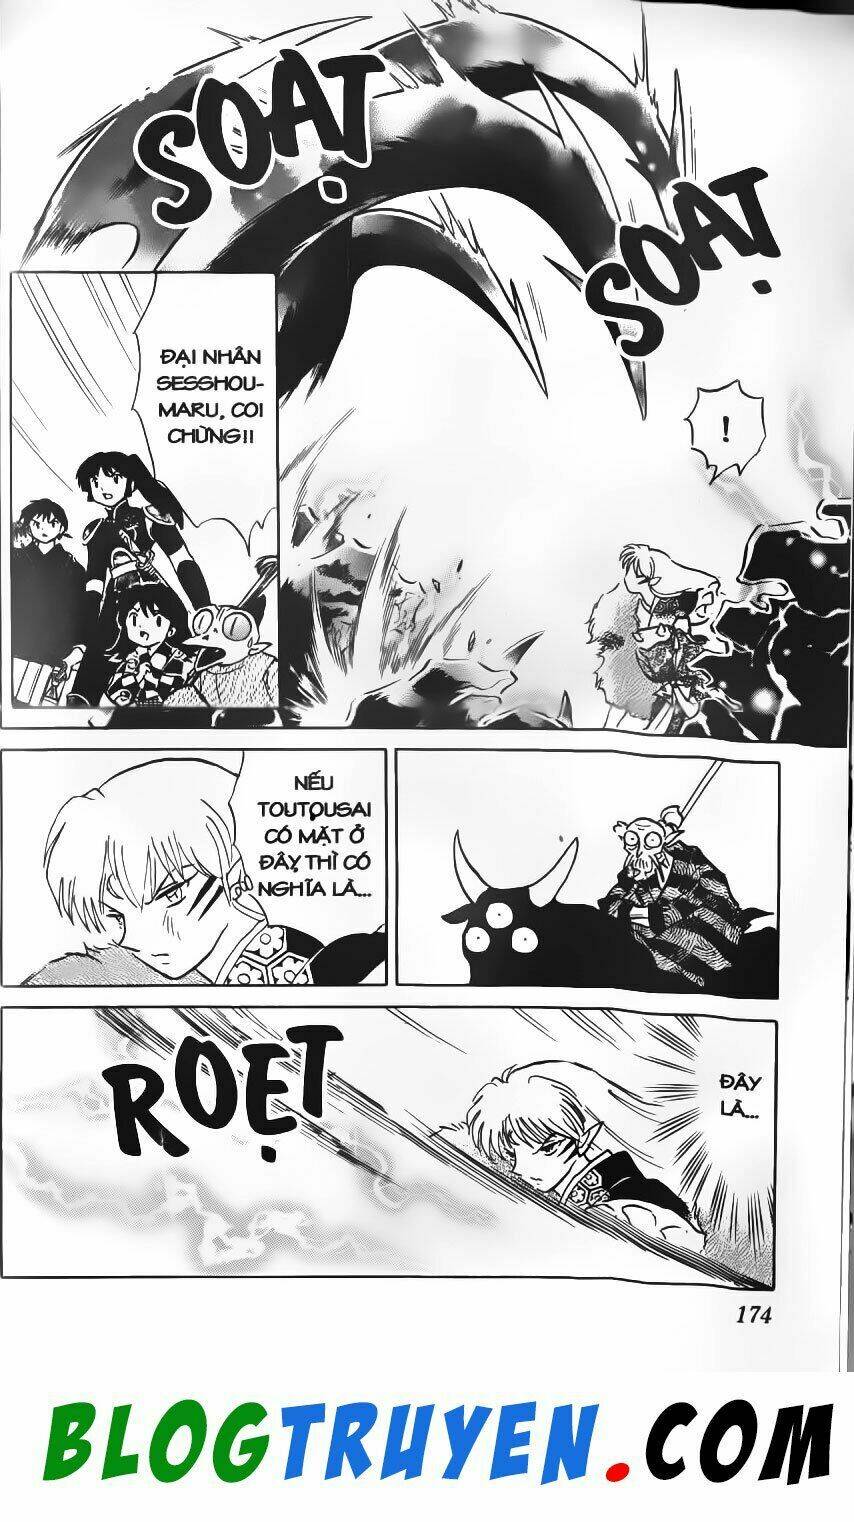 SOẠT
SOẠT
!
ĐẠI NHÂN
SESSHOU-
MARU, COI
CHỪNG!!
NẾU
TOUTOUSAI
CÓ MẶT Ở
ĐÂY, THÌ CÓ
NGHĨA LÀ...
ĐÂY
LÀ...
ROẸT
174
BLOGTRUYEN.COM